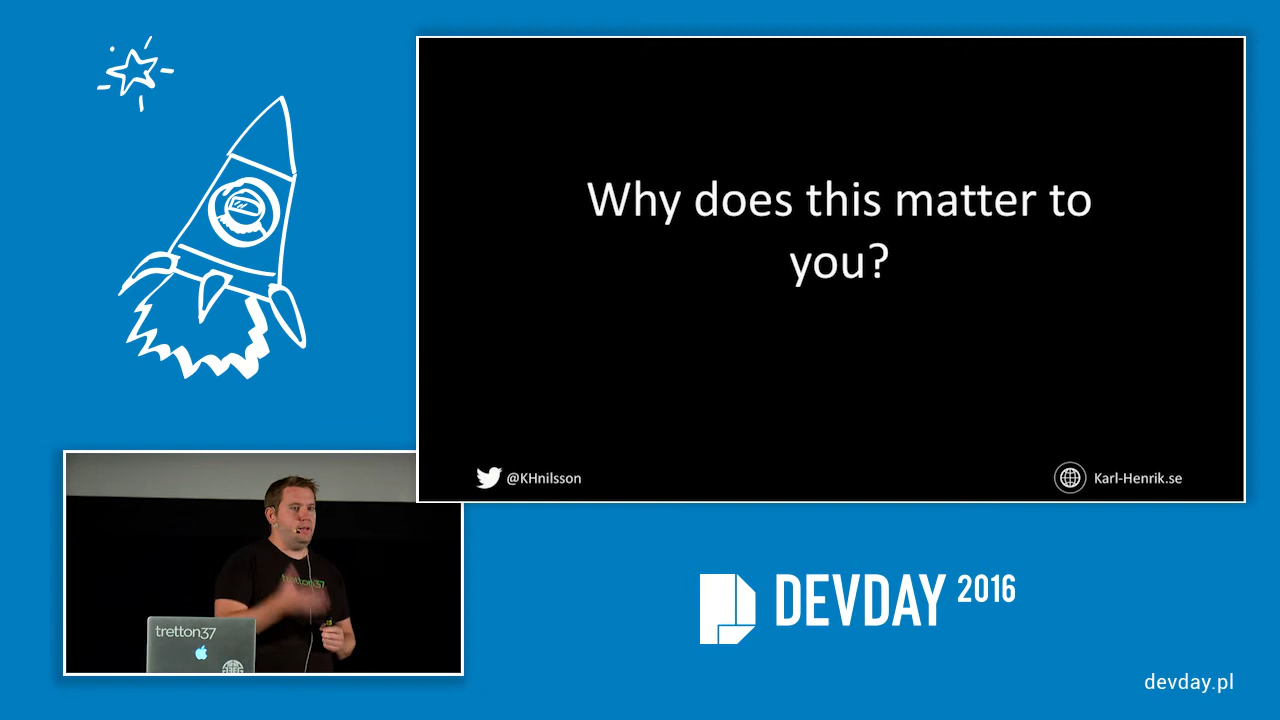 Why does this matter to
you?
@KHnilsson
Karl-Henrik.se
tretton37
tretton37
DEVDAY 2016
devday.pl